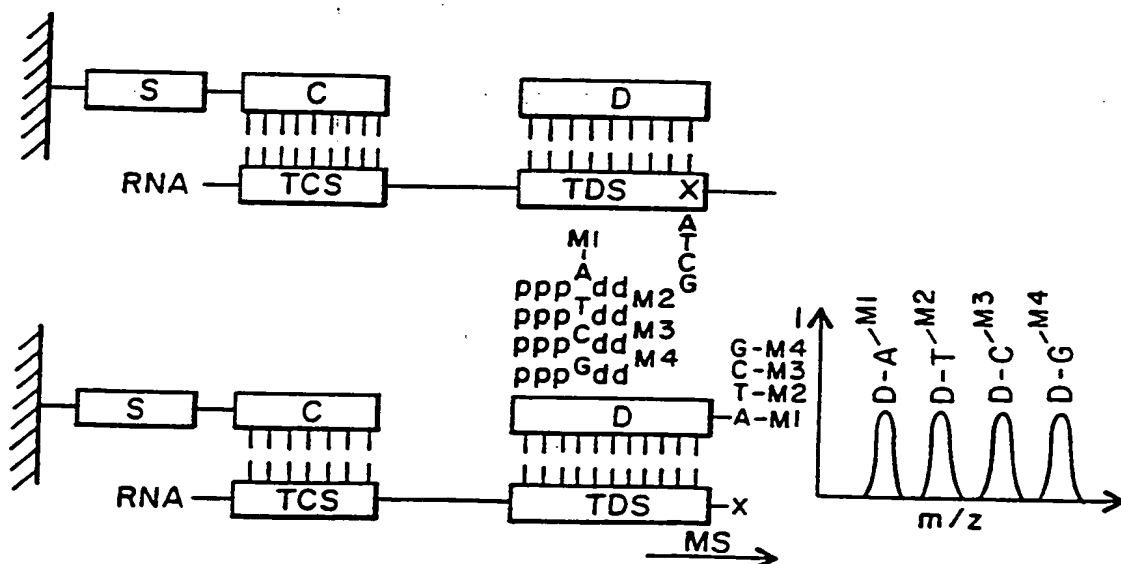 S
C
D
RNA
TCS
TDS
X
A
T
C
G
M1
A
pppAdd
M2
pppTdd
M3
pppCdd
M4
pppGdd
G-M4
C-M3
T-M2
A-M1
S
C
D
RNA
TCS
TDS
X
MS
I
D-A-M1
D-T-M2
D-C-M3
D-G-M4
m/z